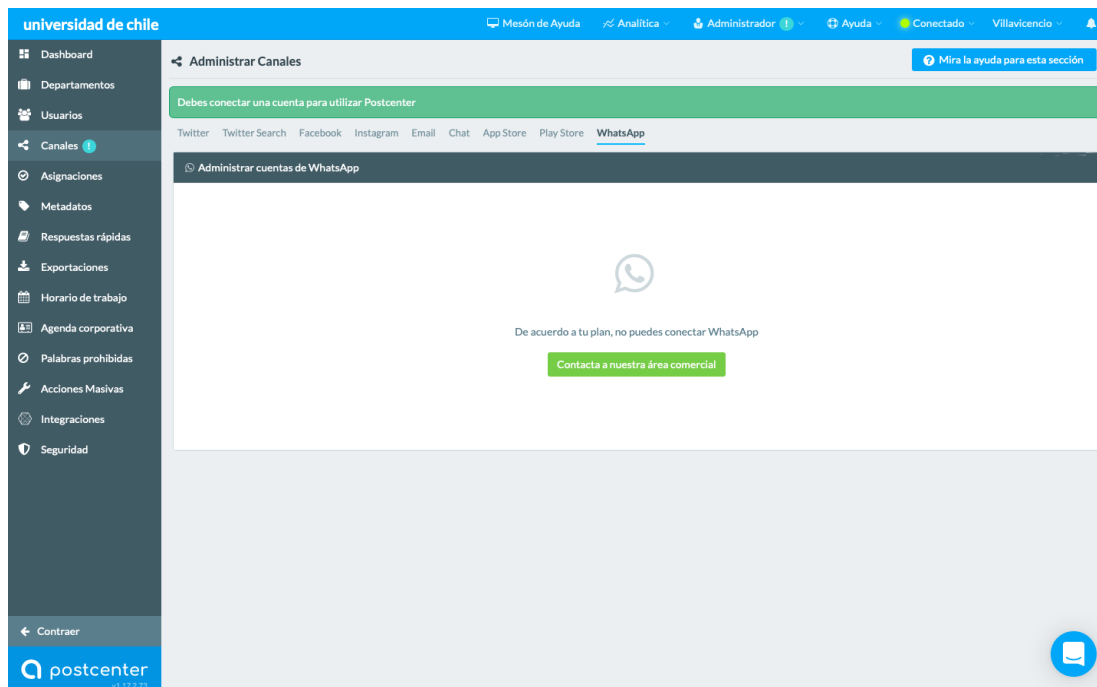 universidad de chile
Mesón de Ayuda
Analítica
Administrador
Ayuda
Conectado
Villavicencio
Dashboard
Departamentos
Usuarios
Canales
Asignaciones
Metadatos
Respuestas rápidas
Exportaciones
Horario de trabajo
Agenda corporativa
Palabras prohibidas
Acciones Masivas
Integraciones
Seguridad
Contraer
postcenter
v1.17.2.73
Administrar Canales
Mira la ayuda para esta sección
Debes conectar una cuenta para utilizar Postcenter
Twitter Twitter Search Facebook Instagram Email Chat App Store Play Store WhatsApp
Administrar cuentas de WhatsApp
De acuerdo a tu plan, no puedes conectar WhatsApp
Contacta a nuestra área comercial